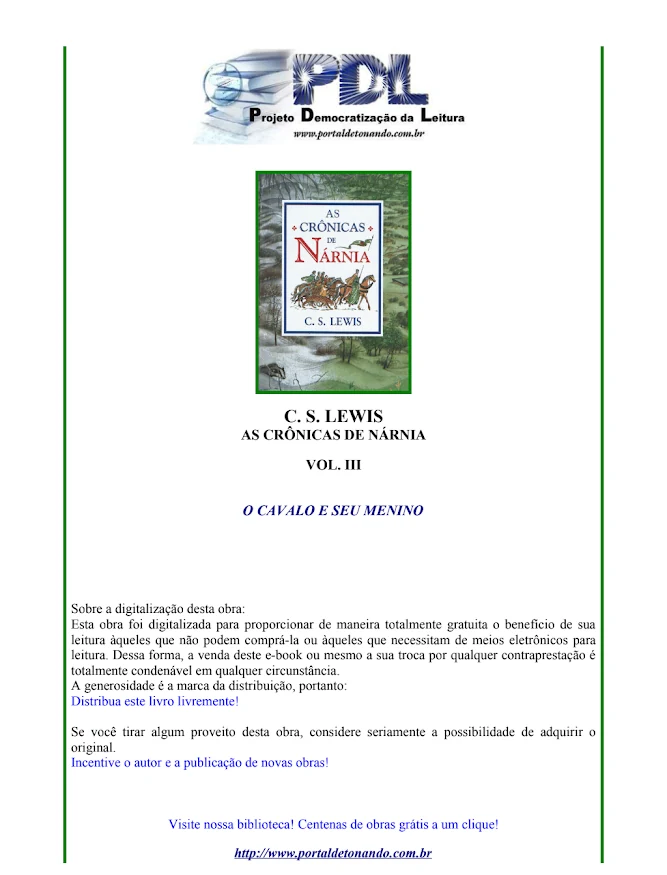 PDL
Projeto Democratização da Leitura
www.portaldetonando.com.br
AS
CRÔNICAS
DE
NÁRNIA
C. S. LEWIS
C. S. LEWIS
AS CRÔNICAS DE NÁRNIA
VOL. III
O CAVALO E SEU MENINO
Sobre a digitalização desta obra:
Esta obra foi digitalizada para proporcionar de maneira totalmente gratuita o benefício de sua
leitura àqueles que não podem comprá-la ou àqueles que necessitam de meios eletrônicos para
leitura. Dessa forma, a venda deste e-book ou mesmo a sua troca por qualquer contraprestação é
totalmente condenável em qualquer circunstância.
A generosidade é a marca da distribuição, portanto:
Distribua este livro livremente!
Se você tirar algum proveito desta obra, considere seriamente a possibilidade de adquirir o
original.
Incentive o autor e a publicação de novas obras!
Visite nossa biblioteca! Centenas de obras grátis a um clique!
http://www.portaldetonando.com.br